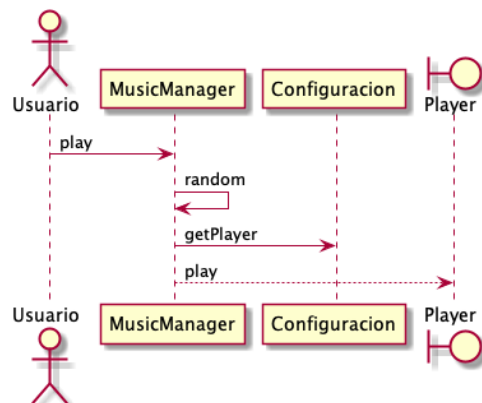 Usuario
MusicManager
Configuracion
Player
play
random
getPlayer
play
Usuario
MusicManager
Configuracion
Player